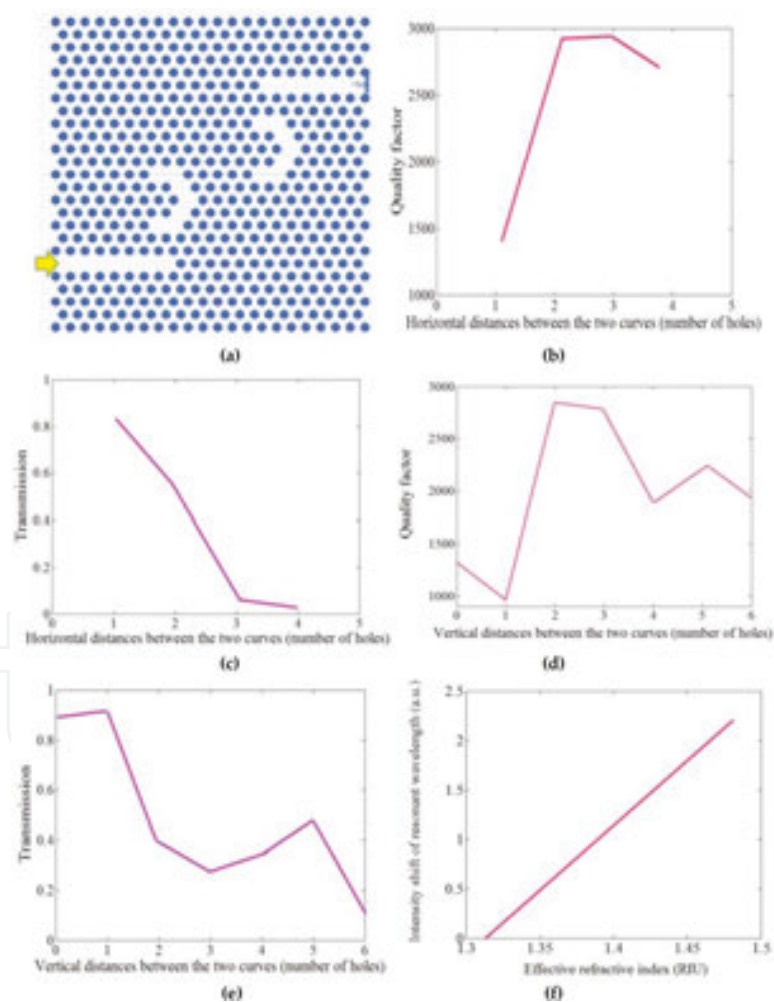 3000
2500
2000
1500
1000
Quality factor
0 1 2 3 4 5
Horizontal distances between the two curves (number of holes)
(a)
(b)
1
0.8
0.6
0.4
0.2
0
Transmission
0 1 2 3 4 5
Horizontal distances between the two curves (number of holes)
(c)
3000
2500
2000
1500
1000
Quality factor
0 1 2 3 4 5 6
Vertical distances between the two curves (number of holes)
(d)
1
0.8
0.6
0.4
0.2
0
Transmission
0 1 2 3 4 5 6
Vertical distances between the two curves (number of holes)
(e)
2.5
2
1.5
1
0.5
0
Intensity shift of resonant wavelength (a.u.)
1.3 1.35 1.4 1.45 1.5
Effective refractive index (RIU)
(f)